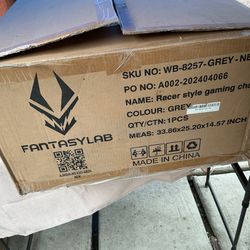 SKU NO: WB-8257-GREY-NE
PO NO: A002-202404066
NAME: Racer style gaming cha
COLOUR: GREY
QTY/CTN: 1PCS
MEAS: 33.86x25.20x14.57 INCH
MADE IN CHINA
FANTASYLAB